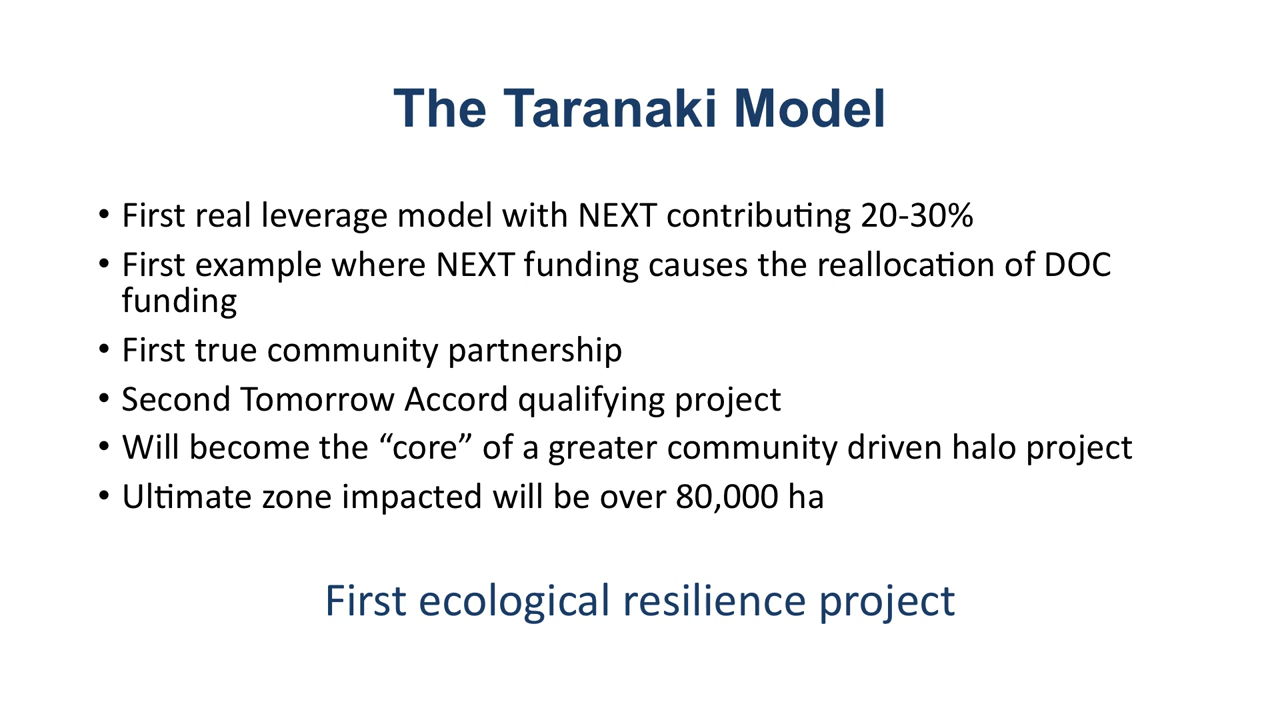 The Taranaki Model
• First real leverage model with NEXT contributing 20-30%
• First example where NEXT funding causes the reallocation of DOC
funding
• First true community partnership
• Second Tomorrow Accord qualifying project
• Will become the “core” of a greater community driven halo project
• Ultimate zone impacted will be over 80,000 ha
First ecological resilience project